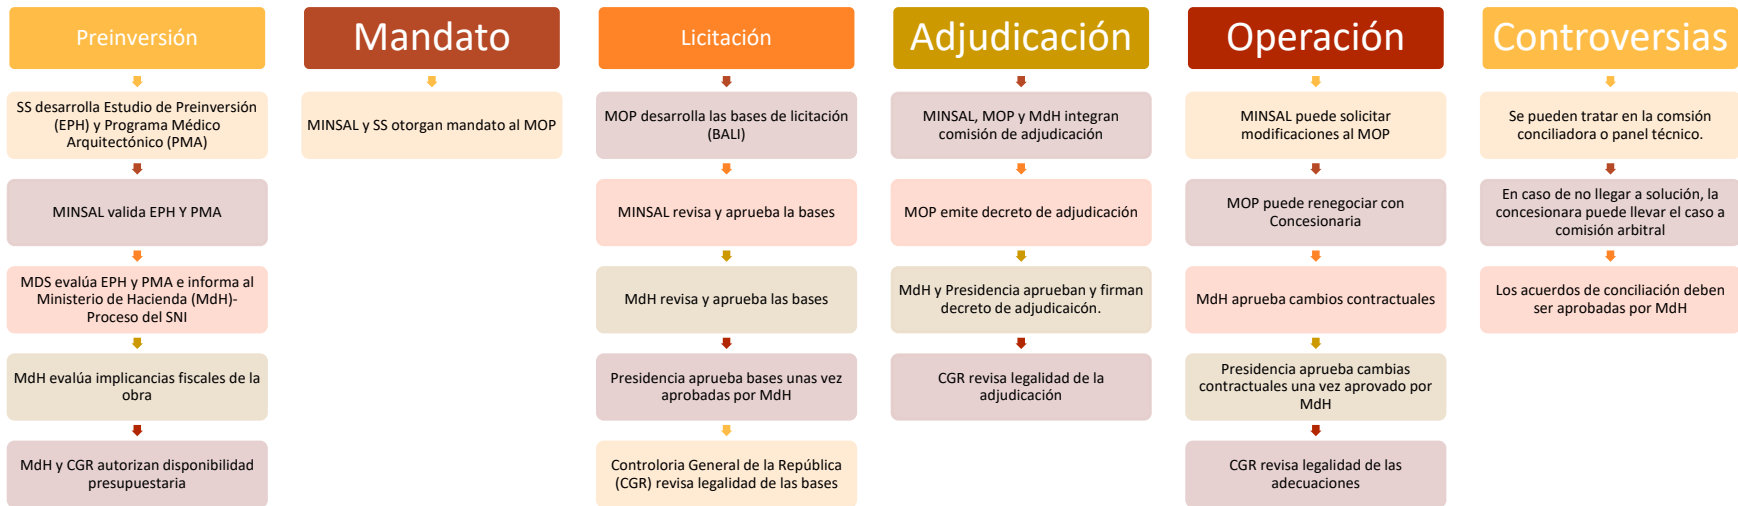 Preinversión
SS desarrolla Estudio de Preinversión
(EPH) y Programa Médico
Arquitectónico (PMA)
MINSAL valida EPH Y PMA
MDS evalúa EPH y PMA e informa al
Ministerio de Hacienda (MdH)-
Proceso del SNI
MdH evalúa implicancias fiscales de la
obra
MdH y CGR autorizan disponibilidad
presupuestaria
Mandato
MINSAL y SS otorgan mandato al MOP
Licitación
MOP desarrolla las bases de licitación
(BALI)
MINSAL revisa y aprueba la bases
MdH revisa y aprueba las bases
Presidencia aprueba bases unas vez
aprobadas por MdH
Controloria General de la República
(CGR) revisa legalidad de las bases
Adjudicación
MINSAL, MOP y MdH integran
comisión de adjudicación
MOP emite decreto de adjudicación
MdH y Presidencia aprueban y firman
decreto de adjudicaicón.
CGR revisa legalidad de la
adjudicación
Operación
MINSAL puede solicitar
modificaciones al MOP
MOP puede renegociar con
Concesionaria
MdH aprueba cambios contractuales
Presidencia aprueba cambias
contractuales una vez aprovado por
MdH
CGR revisa legalidad de las
adecuaciones
Controversias
Se pueden tratar en la comsión
conciliadora o panel técnico.
En caso de no llegar a solución, la
concesionara puede llevar el caso a
comisión arbitral
Los acuerdos de conciliación deben
ser aprobadas por MdH